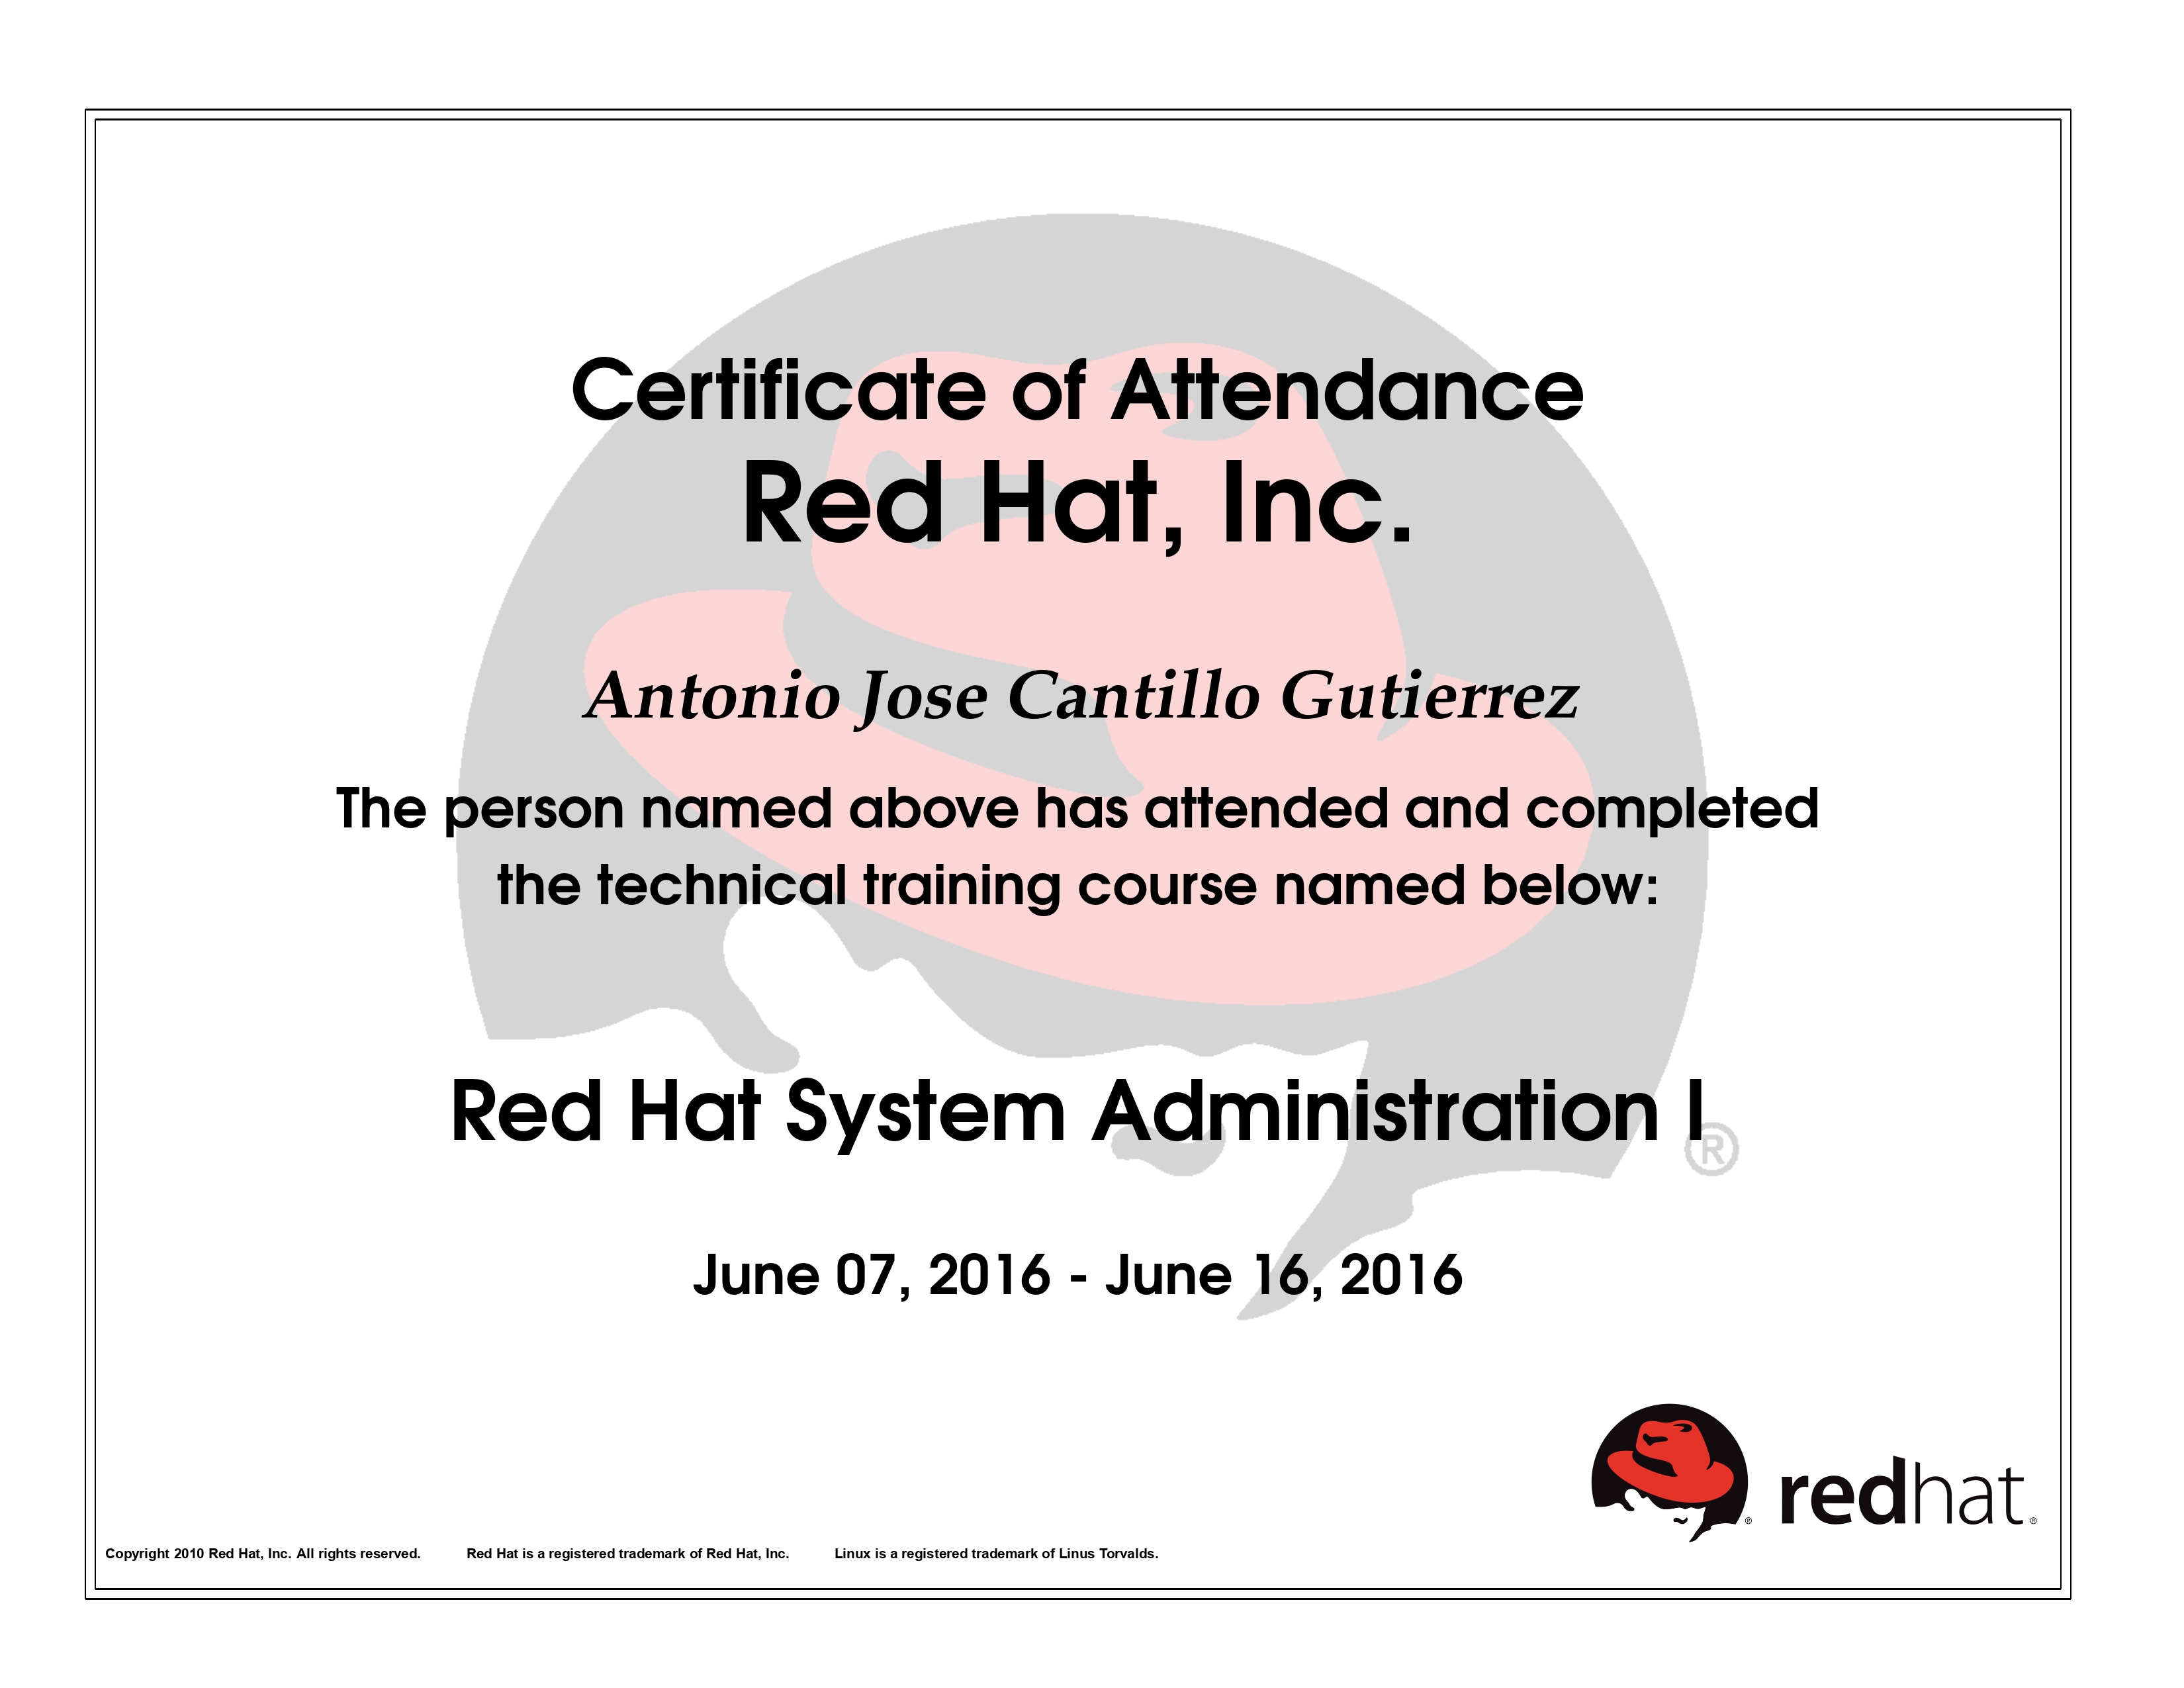 Certificate of Attendance
Red Hat, Inc.
Antonio Jose Cantillo Gutierrez
The person named above has attended and completed
the technical training course named below:
Red Hat System Administration I
®
June 07, 2016 - June 16, 2016
® redhat®
Copyright 2010 Red Hat, Inc. All rights reserved. Red Hat is a registered trademark of Red Hat, Inc. Linux is a registered trademark of Linus Torvalds.